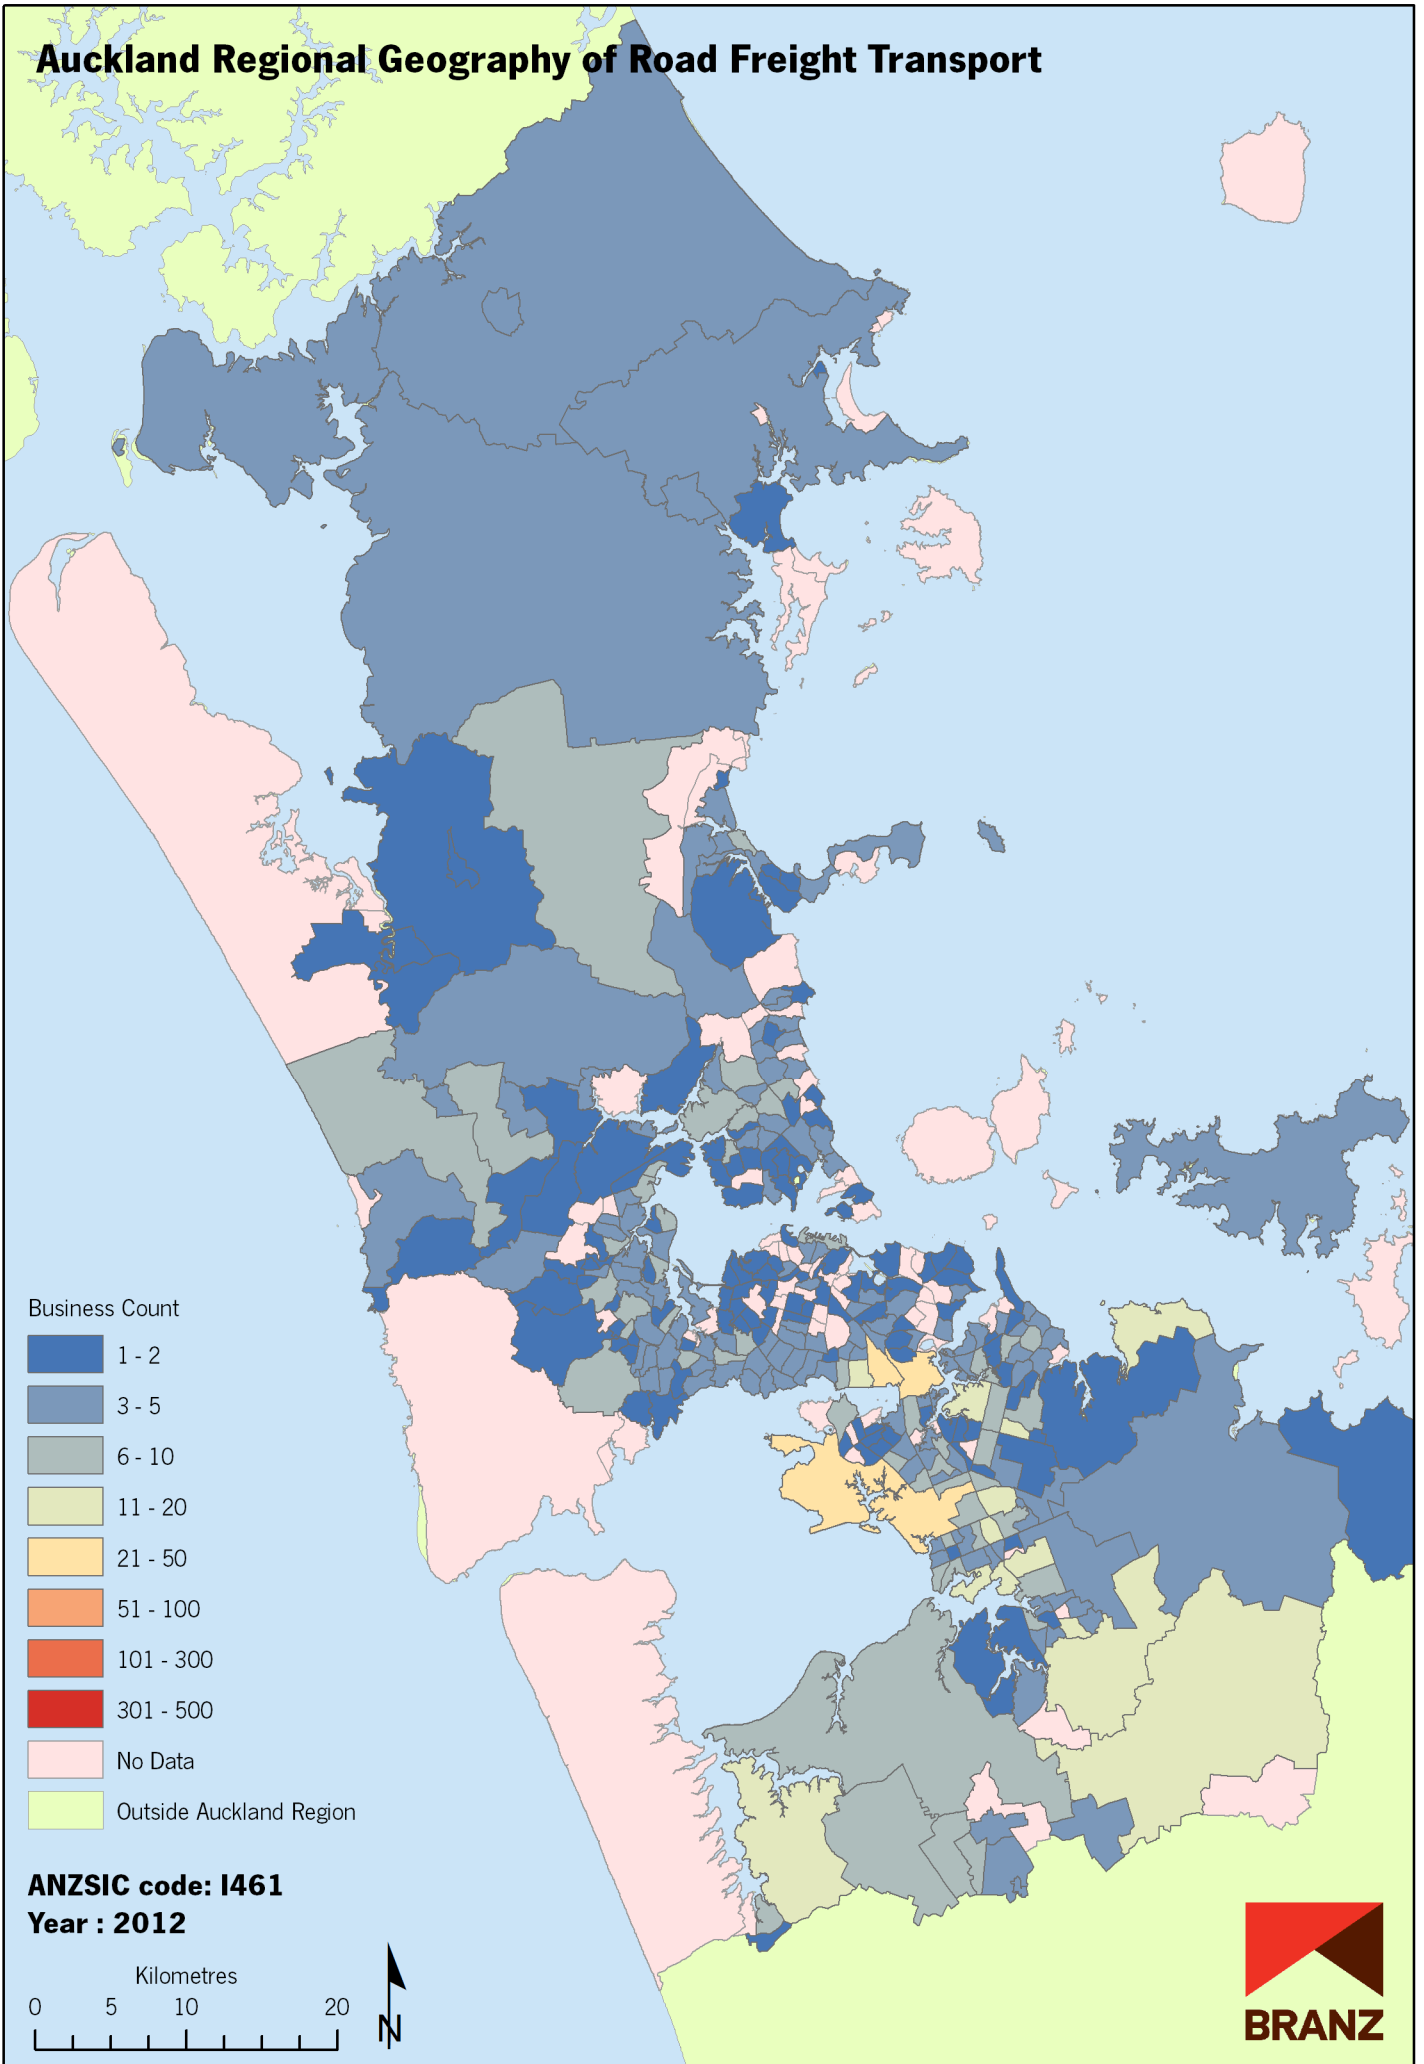 Auckland Regional Geography of Road Freight Transport
Business Count
1 - 2
3 - 5
6 - 10
11 - 20
21 - 50
51 - 100
101 - 300
301 - 500
No Data
Outside Auckland Region
ANZSIC code: I461
Year : 2012
Kilometres
0 5 10 20
N
BRANZ